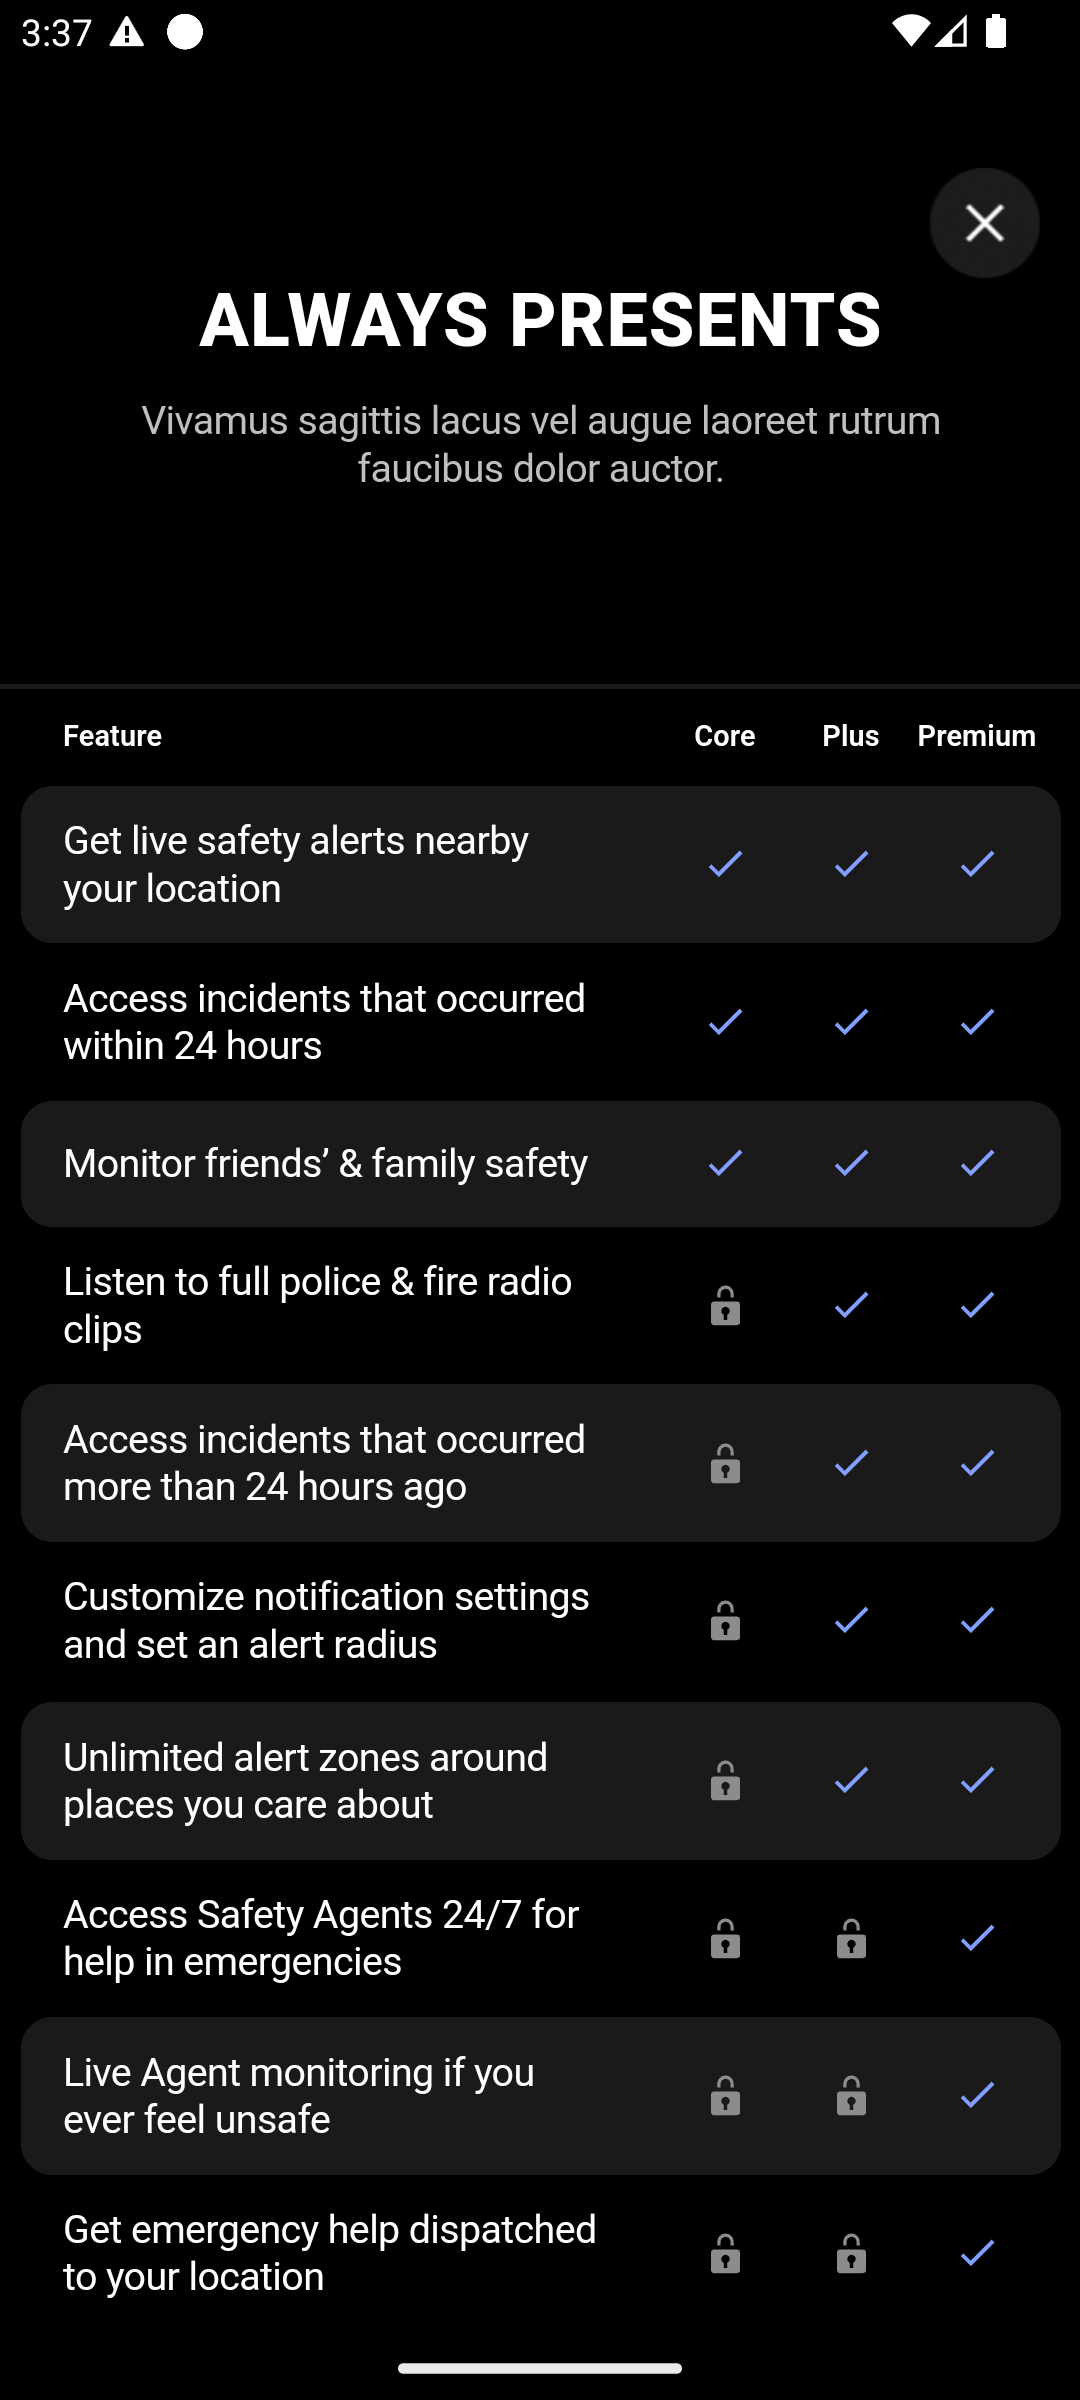 3:37
ALWAYS PRESENTS
Vivamus sagittis lacus vel augue laoreet rutrum
faucibus dolor auctor.
Feature Core Plus Premium
Get live safety alerts nearby
your location
Access incidents that occurred
within 24 hours
Monitor friends’ & family safety
Listen to full police & fire radio
clips
Access incidents that occurred
more than 24 hours ago
Customize notification settings
and set an alert radius
Unlimited alert zones around
places you care about
Access Safety Agents 24/7 for
help in emergencies
Live Agent monitoring if you
ever feel unsafe
Get emergency help dispatched
to your location